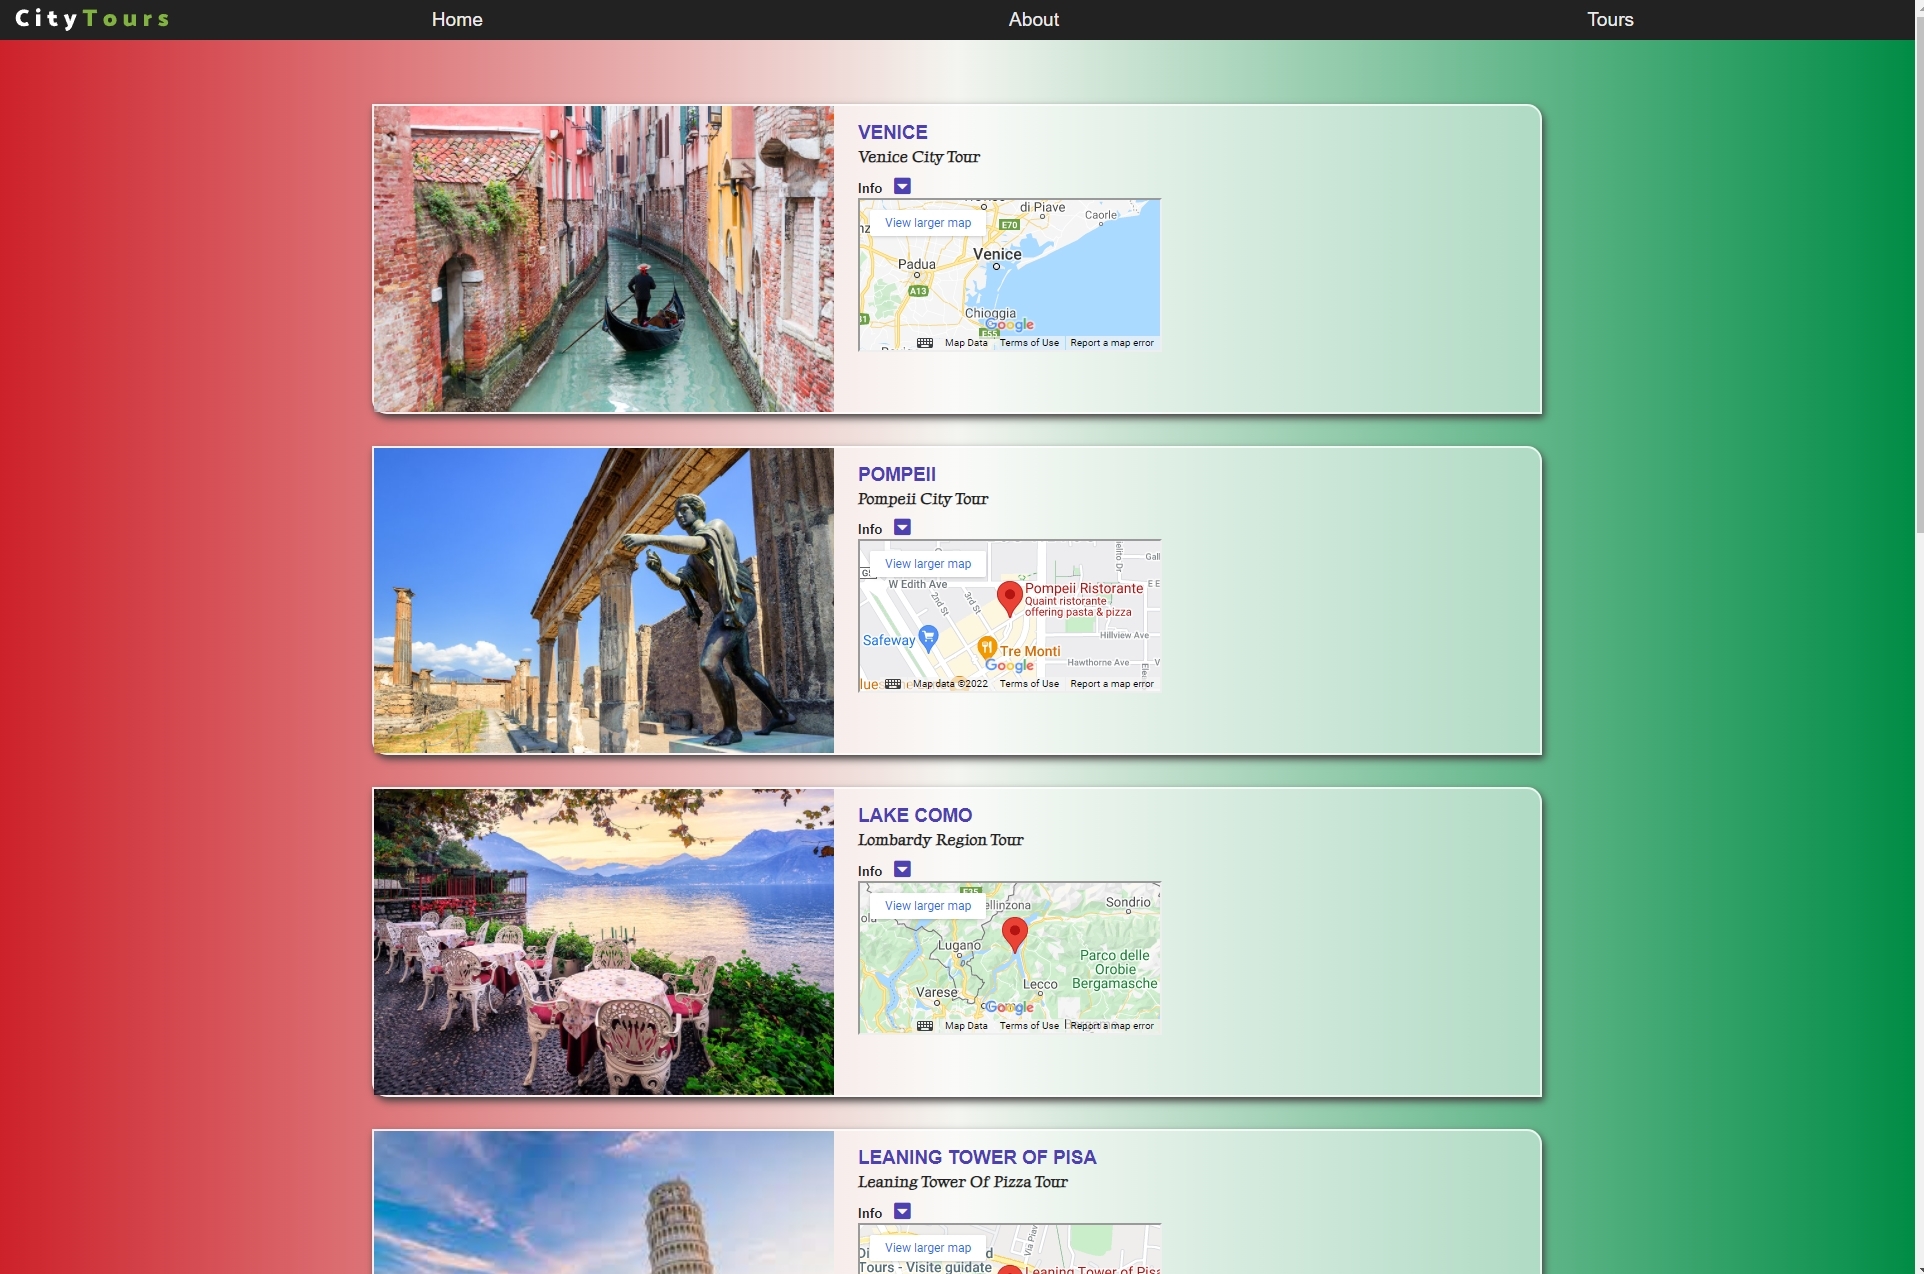 CityTours
Home
About
Tours
VENICE
Venice City Tour
Info
View larger map
di Piave
Caorle
E70
Venice
Padua
A13
Chioggia
Google
E55
Map Data
Terms of Use
Report a map error
POMPEII
Pompeii City Tour
Info
View larger map
W Edith Ave
2nd St
3rd St
Pompeii Ristorante
Quaint ristorante
offering pasta & pizza
Safeway
Hillview Ave
Tre Monti
Hawthorne Ave
Google
Map data ©2022
Terms of Use
Report a map error
LAKE COMO
Lombardy Region Tour
Info
View larger map
E35
ellinzona
Sondrio
Lugano
Parco delle
Orobie
Bergamasche
Lecco
Varese
Como
Google
Map Data
Terms of Use
Report a map error
LEANING TOWER OF PISA
Leaning Tower Of Pizza Tour
Info
View larger map
Tours - Visite guidate
Leaning Tower of Pisa